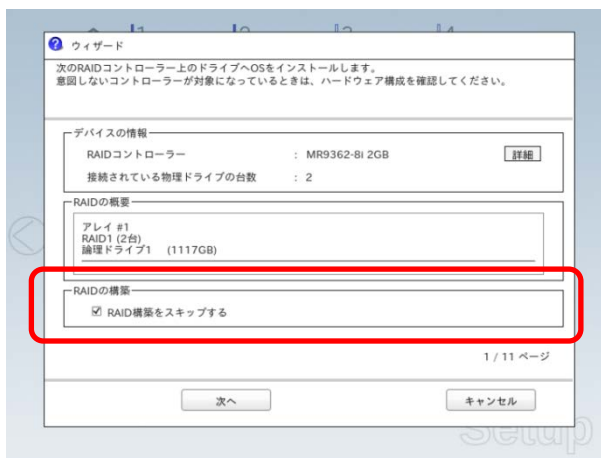 ウィザード
次のRAIDコントローラー上のドライブへOSをインストールします。
意図しないコントローラーが対象になっているときは、ハードウェア構成を確認してください。
デバイスの情報
RAIDコントローラー : MR9362-8i 2GB 詳細
接続されている物理ドライブの台数 : 2
RAIDの概要
アレイ #1
RAID1 (2台)
論理ドライブ1 (1117GB)
RAIDの構築
RAID構築をスキップする
1 / 11 ページ
次へ キャンセル
Setup